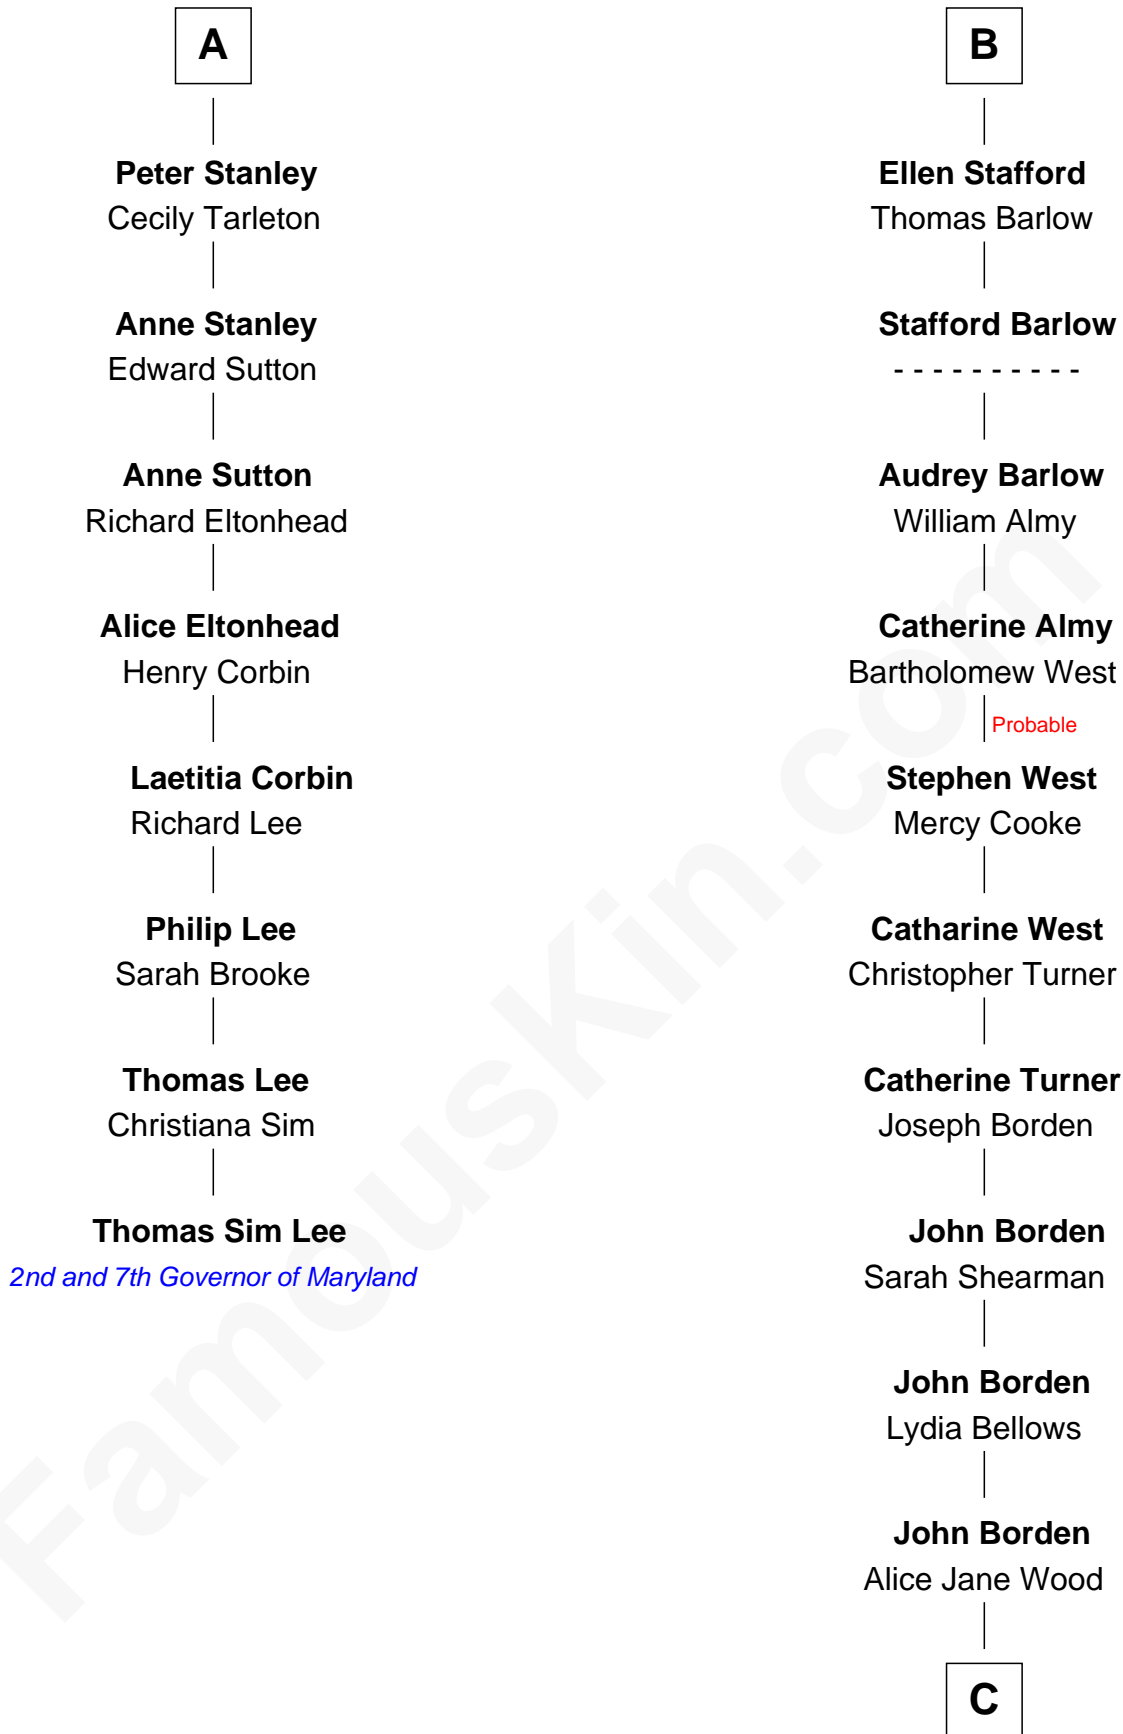 A
Peter Stanley
Cecily Tarleton
Anne Stanley
Edward Sutton
Anne Sutton
Richard Eltonhead
Alice Eltonhead
Henry Corbin
Laetitia Corbin
Richard Lee
Philip Lee
Sarah Brooke
Thomas Lee
Christiana Sim
Thomas Sim Lee
2nd and 7th Governor of Maryland
B
Ellen Stafford
Thomas Barlow
Stafford Barlow
- - - - - - - - - -
Audrey Barlow
William Almy
Catherine Almy
Bartholomew West
Probable
Stephen West
Mercy Cooke
Catharine West
Christopher Turner
Catherine Turner
Joseph Borden
John Borden
Sarah Shearman
John Borden
Lydia Bellows
John Borden
Alice Jane Wood
C
FamousKin.com